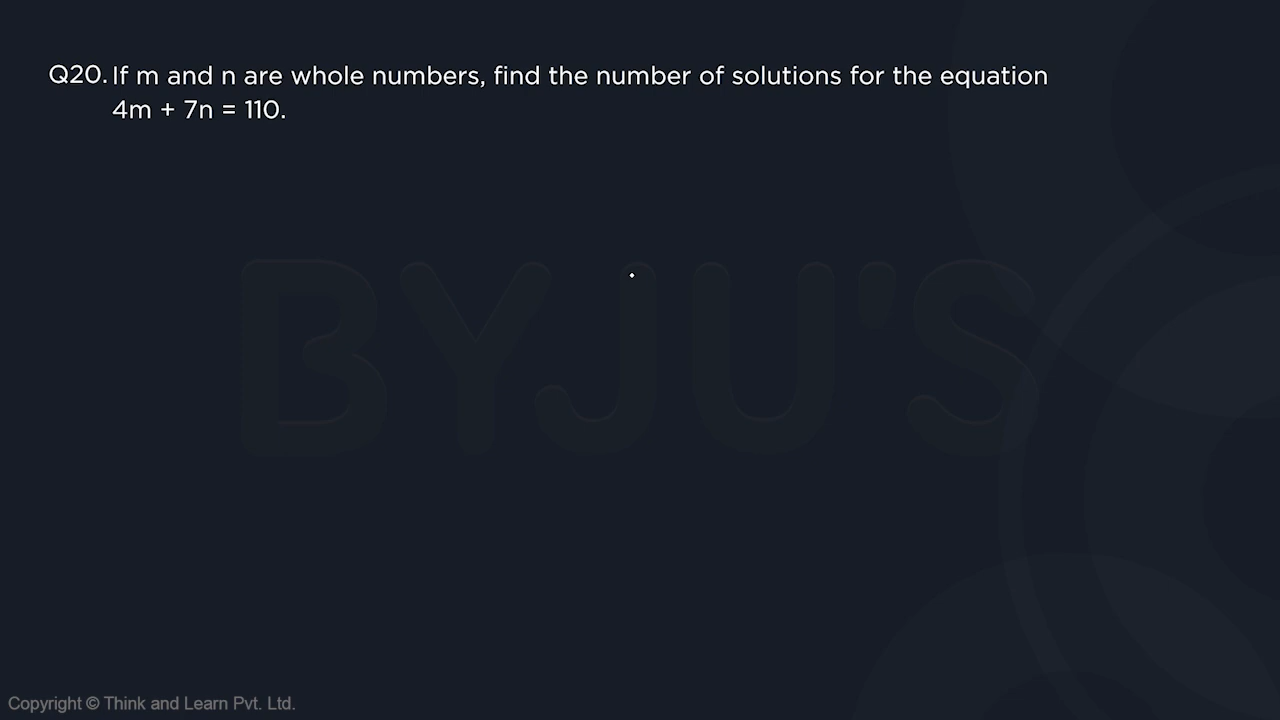 Q20. If m and n are whole numbers, find the number of solutions for the equation
4m + 7n = 110.
BYJU'S
Copyright © Think and Learn Pvt. Ltd.